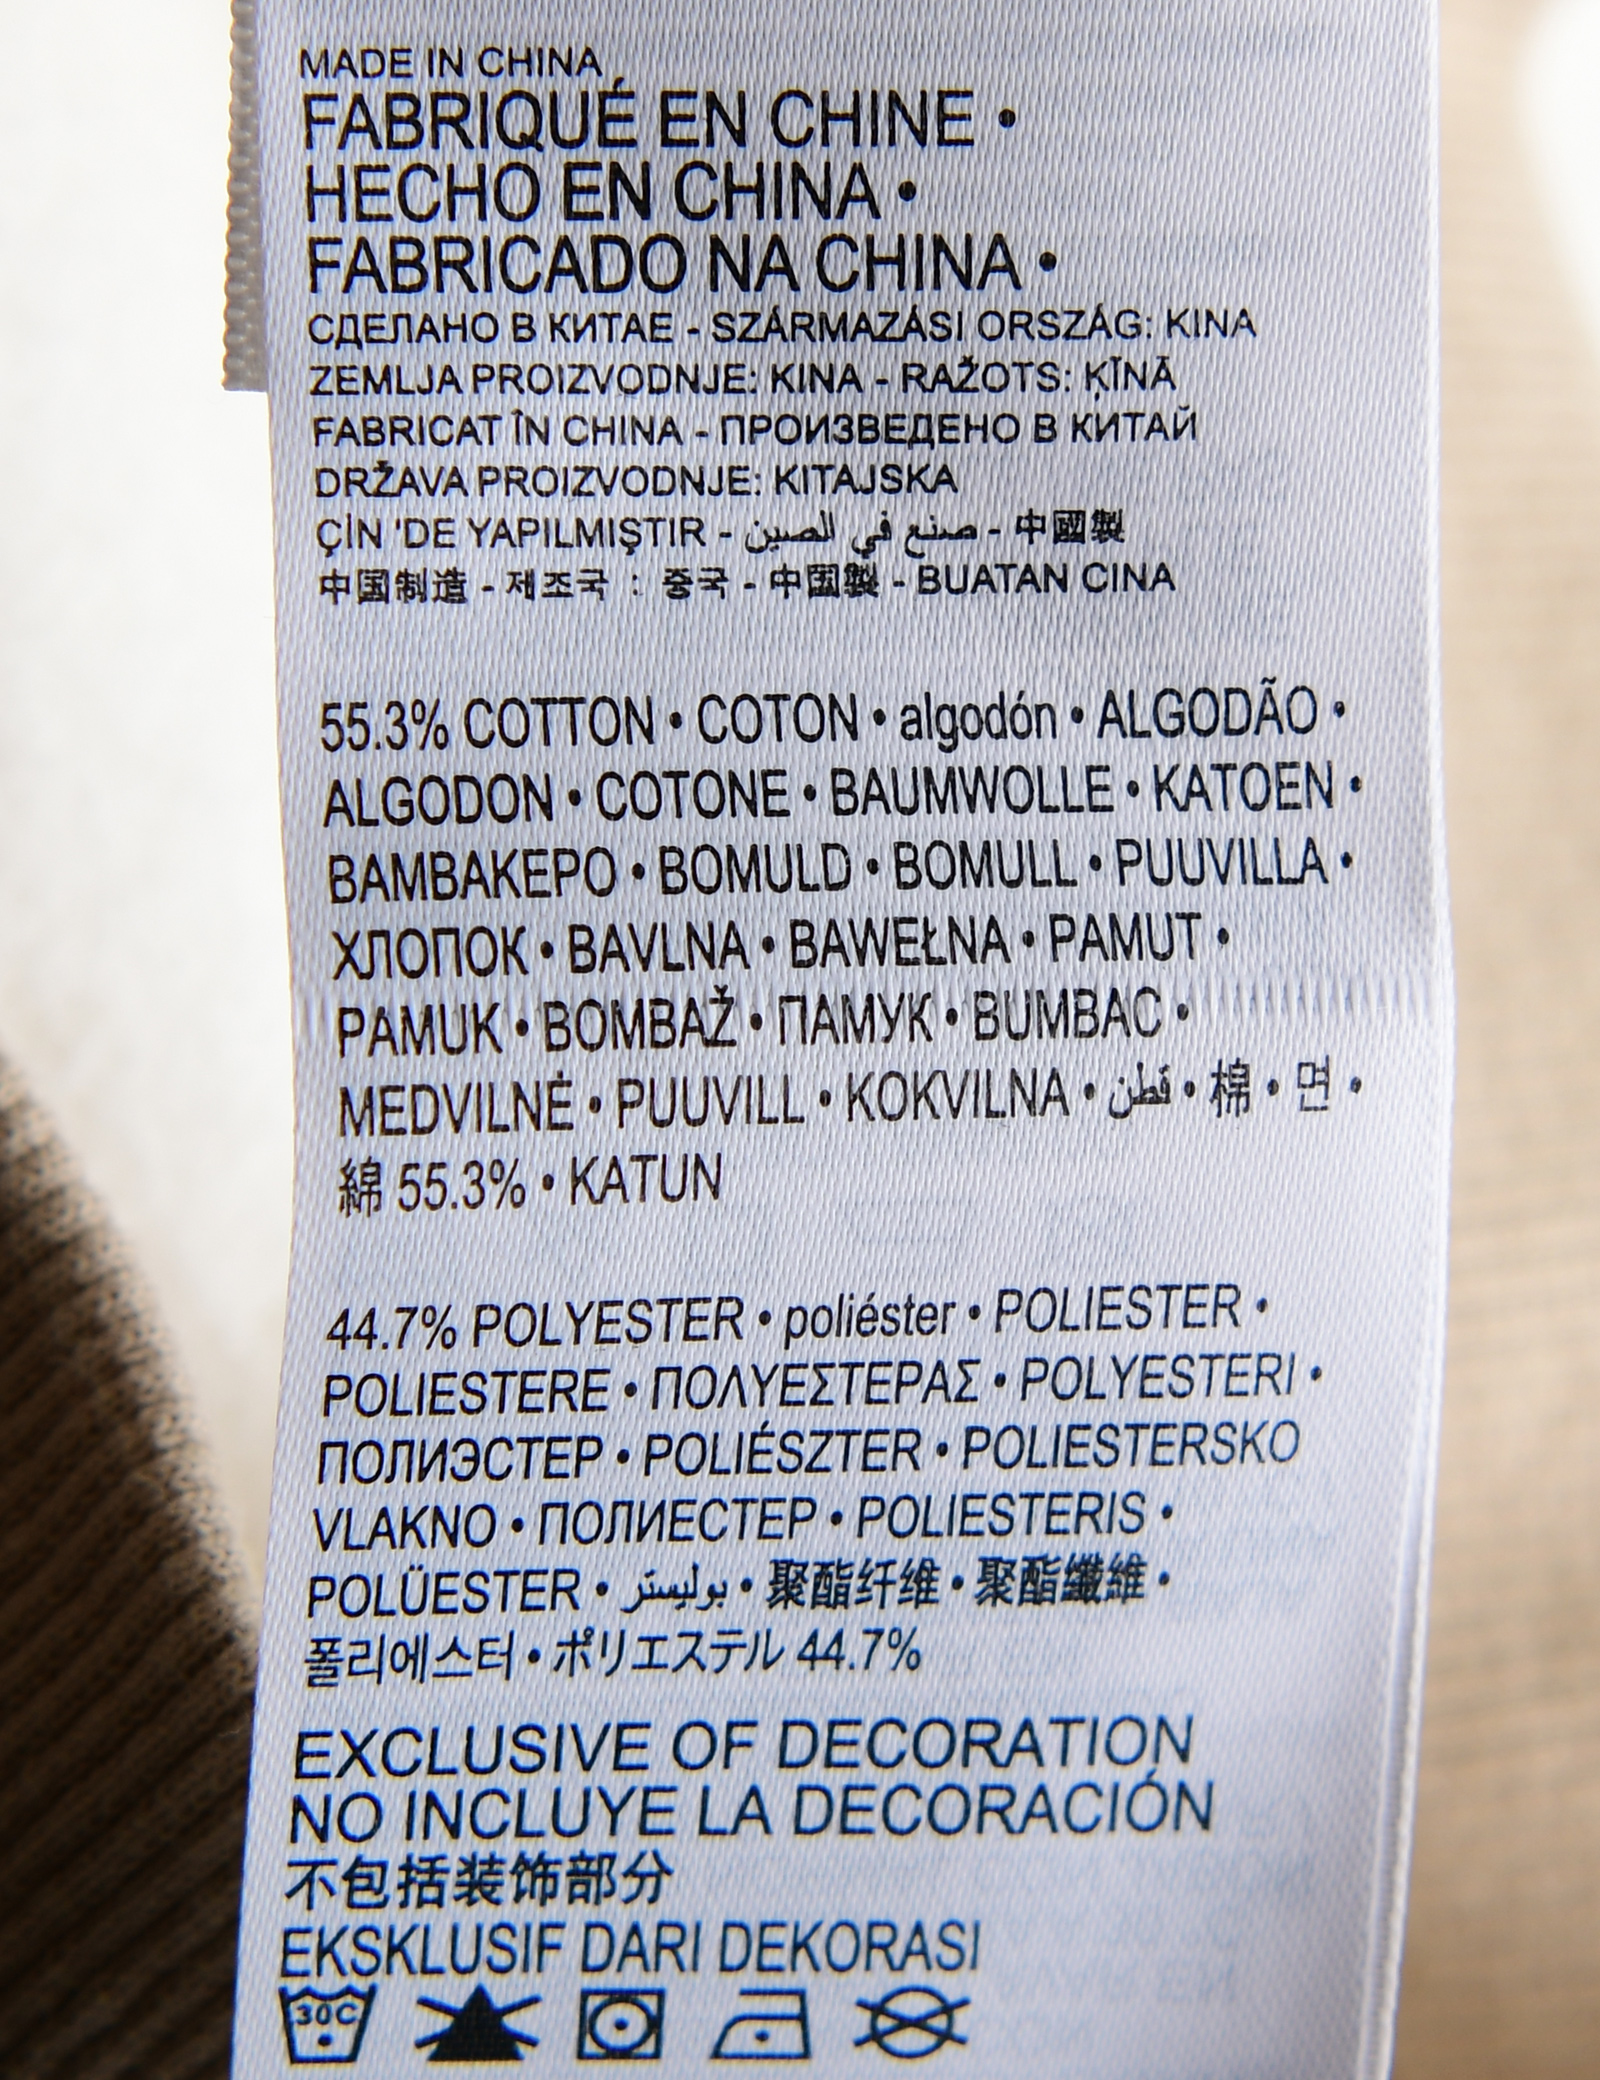 MADE IN CHINA
FABRIQUÉ EN CHINE •
HECHO EN CHINA •
FABRICADO NA CHINA •
СДЕЛАНО В КИТАЕ - SZÁRMAZÁSI ORSZÁG: KINA
ZEMLJA PROIZVODNJE: KINA - RAŽOTS: ĶĪNĀ
FABRICAT ÎN CHINA - ПРОИЗВЕДЕНО В КИТАЙ
DRŽAVA PROIZVODNJE: KITAJSKA
ÇİN 'DE YAPILMIŞTIR - صنع في الصين - 中國製
中国制造 - 제조국 : 중국 - 中国製 - BUATAN CINA
55.3% COTTON • COTON • algodón • ALGODÃO •
ALGODON • COTONE • BAUMWOLLE • KATOEN •
ΒΑΜΒΑΚΕΡΟ • BOMULD • BOMULL • PUUVILLA •
ХЛОПОК • BAVLNA • BAWEŁNA • PAMUT •
PAMUK • BOMBAŽ • ПАМУК • BUMBAC •
MEDVILNĖ • PUUVILL • KOKVILNA • قطن • 棉 • 면 •
綿 55.3% • KATUN
44.7% POLYESTER • poliéster • POLIESTER •
POLIESTERE • ΠΟΛΥΕΣΤΕΡΑΣ • POLYESTERI •
ПОЛИЭСТЕР • POLIÉSZTER • POLIESTERSKO
VLAKNO • ПОЛИЕСТЕР • POLIESTERIS •
POLÜESTER • بوليستر • 聚酯纤维 • 聚酯纖維 •
폴리에스터 • ポリエステル 44.7%
EXCLUSIVE OF DECORATION
NO INCLUYE LA DECORACIÓN
不包括装饰部分
EKSKLUSIF DARI DEKORASI
30C